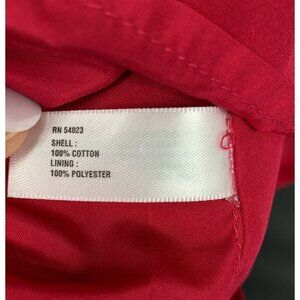 RN 54023
SHELL :
100% COTTON
LINING :
100% POLYESTER